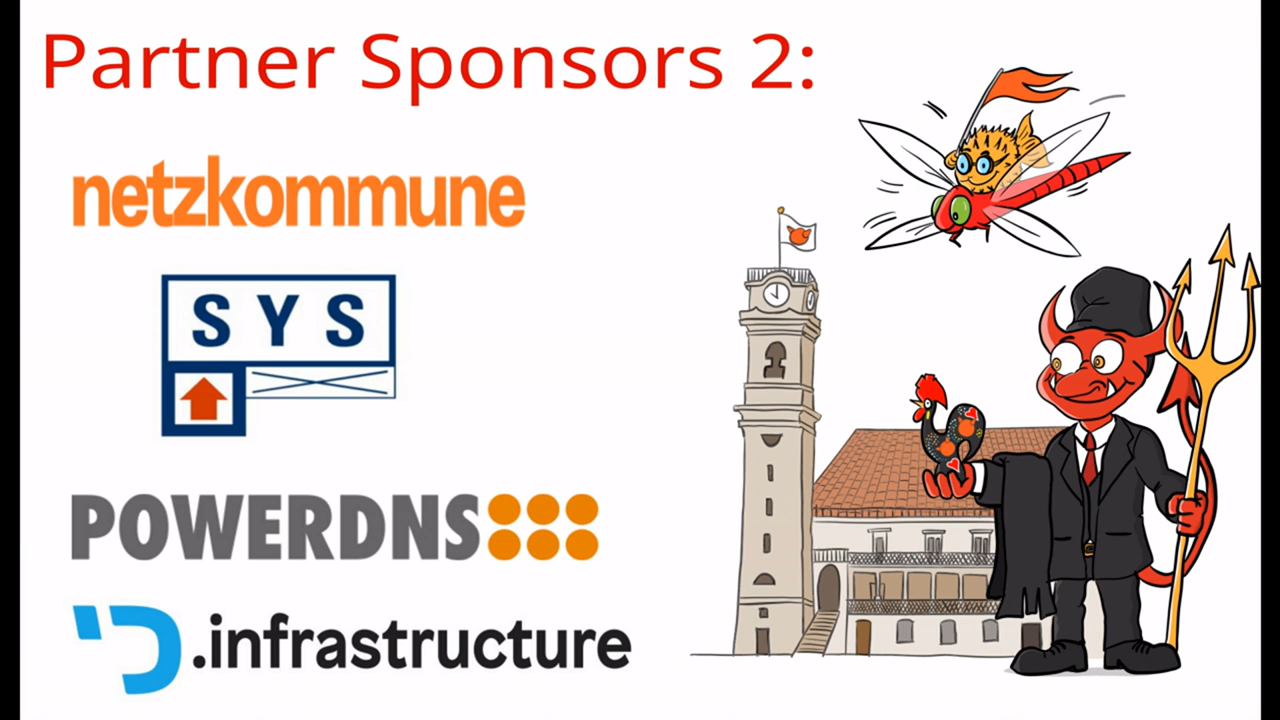 Partner Sponsors 2:
netzkommune
SYS
POWERDNS
.infrastructure